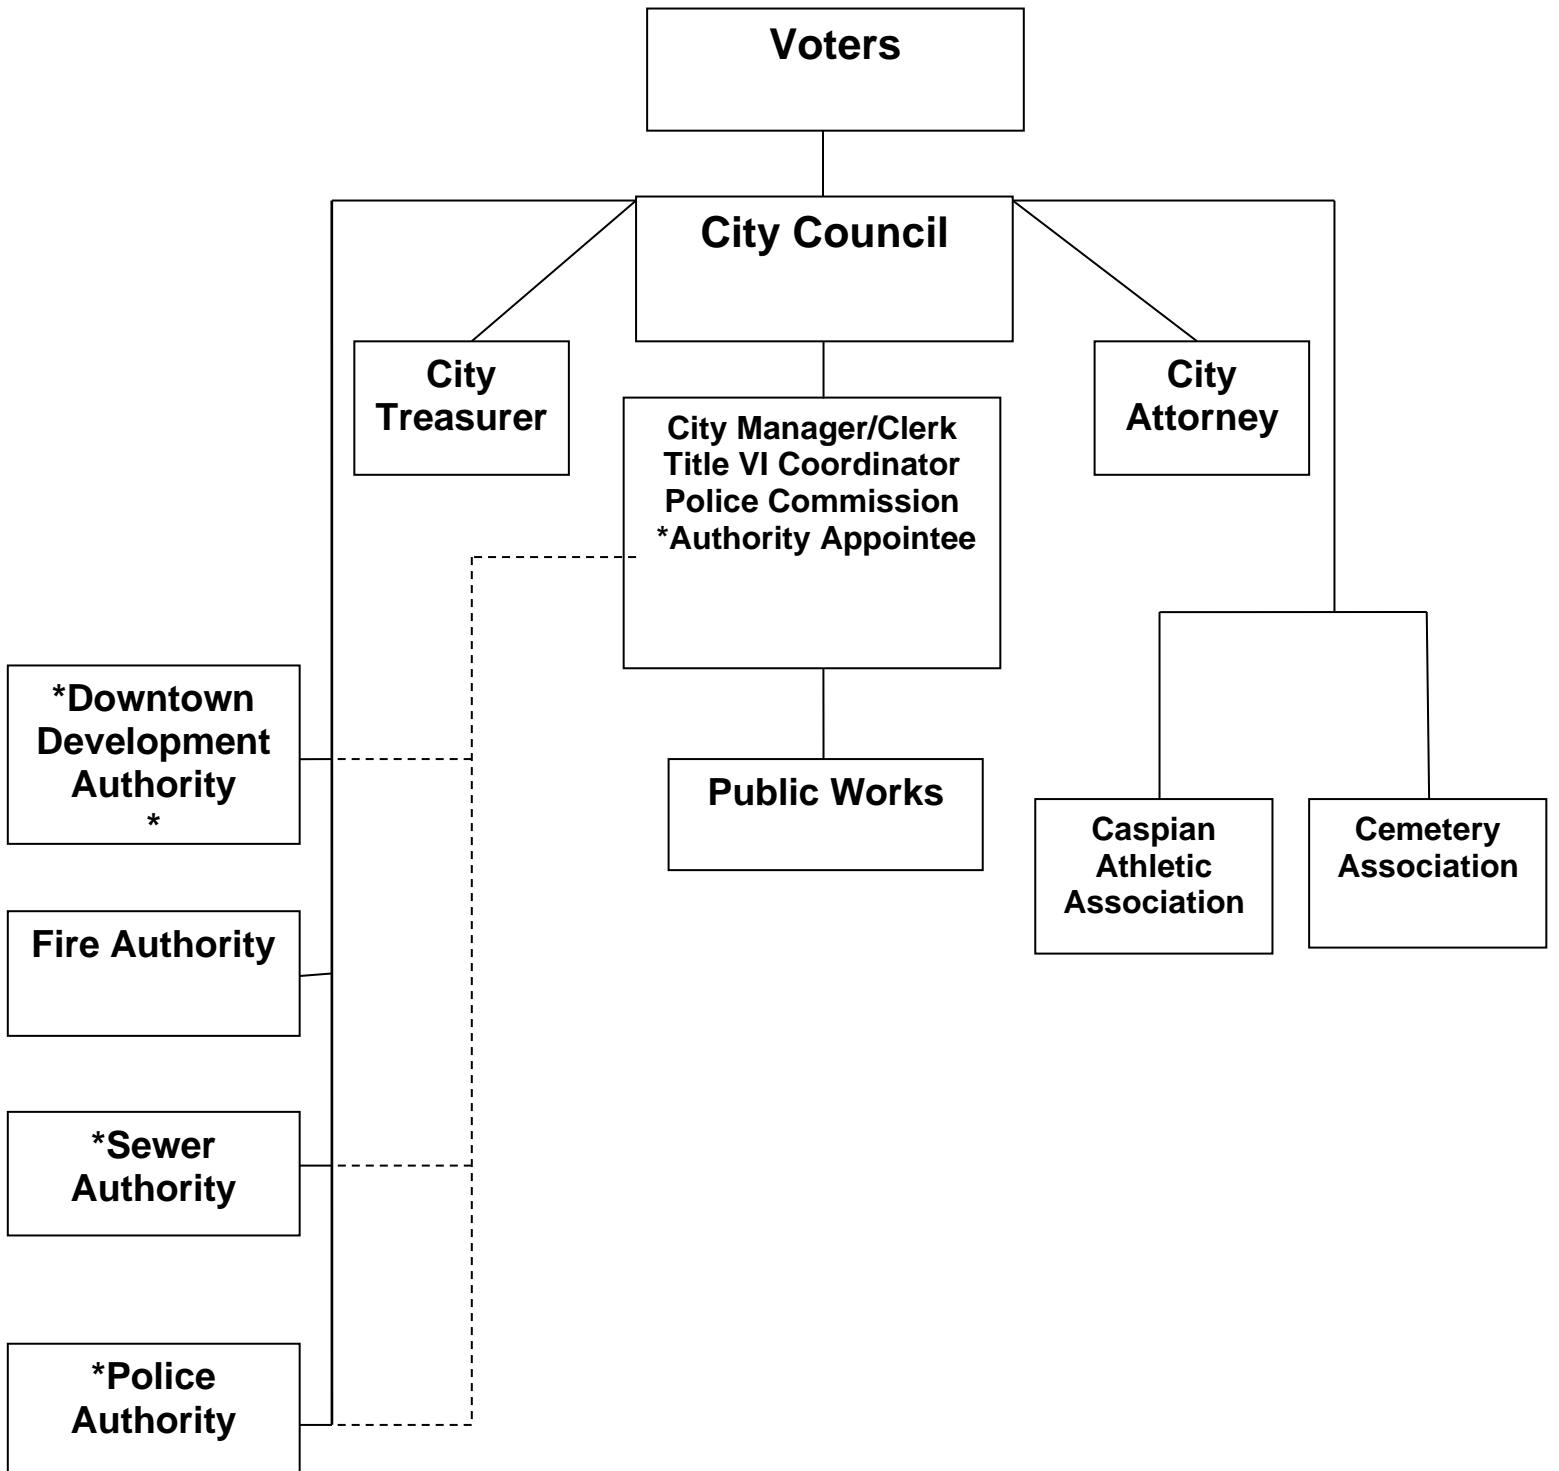 Voters
City Council
City
Treasurer
City Manager/Clerk
Title VI Coordinator
Police Commission
*Authority Appointee
City
Attorney
*Downtown
Development
Authority
*
Public Works
Caspian
Athletic
Association
Cemetery
Association
Fire Authority
*Sewer
Authority
*Police
Authority